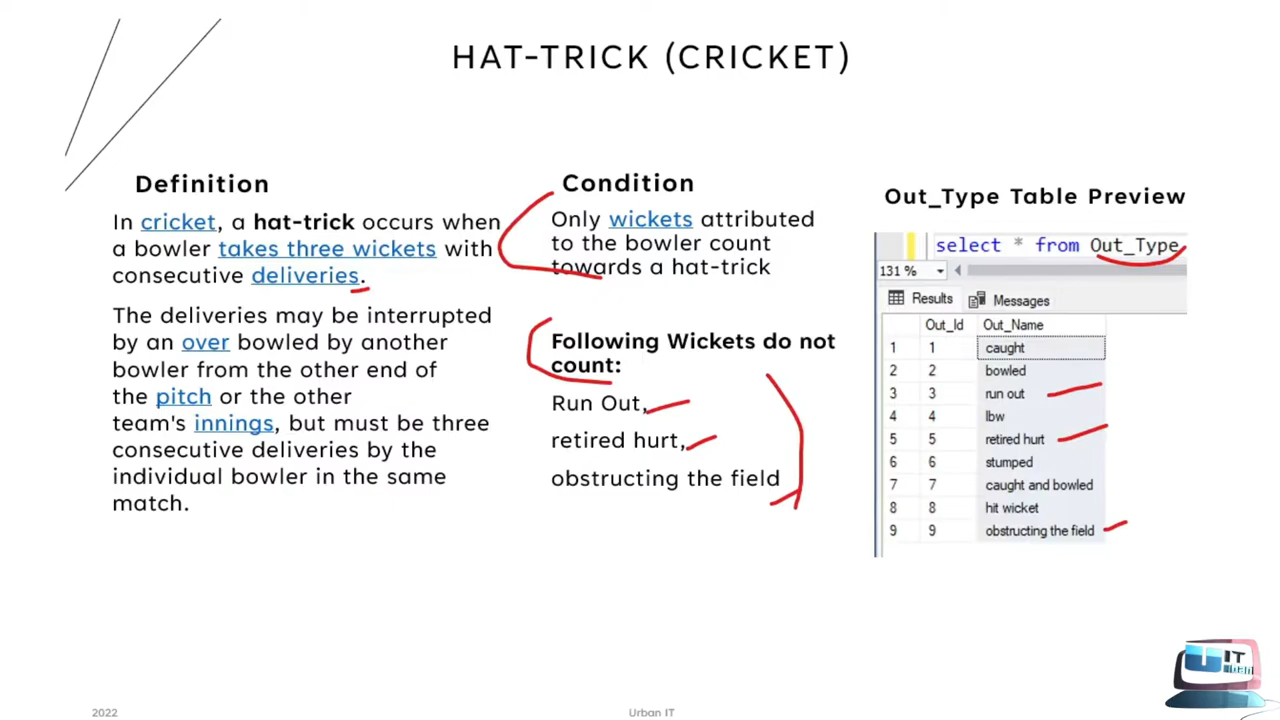 HAT-TRICK (CRICKET)
Definition
In cricket, a hat-trick occurs when
a bowler takes three wickets with
consecutive deliveries.
The deliveries may be interrupted
by an over bowled by another
bowler from the other end of
the pitch or the other
team's innings, but must be three
consecutive deliveries by the
individual bowler in the same
match.
Condition
Only wickets attributed
to the bowler count
towards a hat-trick
Following Wickets do not
count:
Run Out,
retired hurt,
obstructing the field
Out_Type Table Preview
select * from Out_Type
131 %
Results Messages
Out_Id Out_Name
1 1 caught
2 2 bowled
3 3 run out
4 4 lbw
5 5 retired hurt
6 6 stumped
7 7 caught and bowled
8 8 hit wicket
9 9 obstructing the field
2022
Urban IT